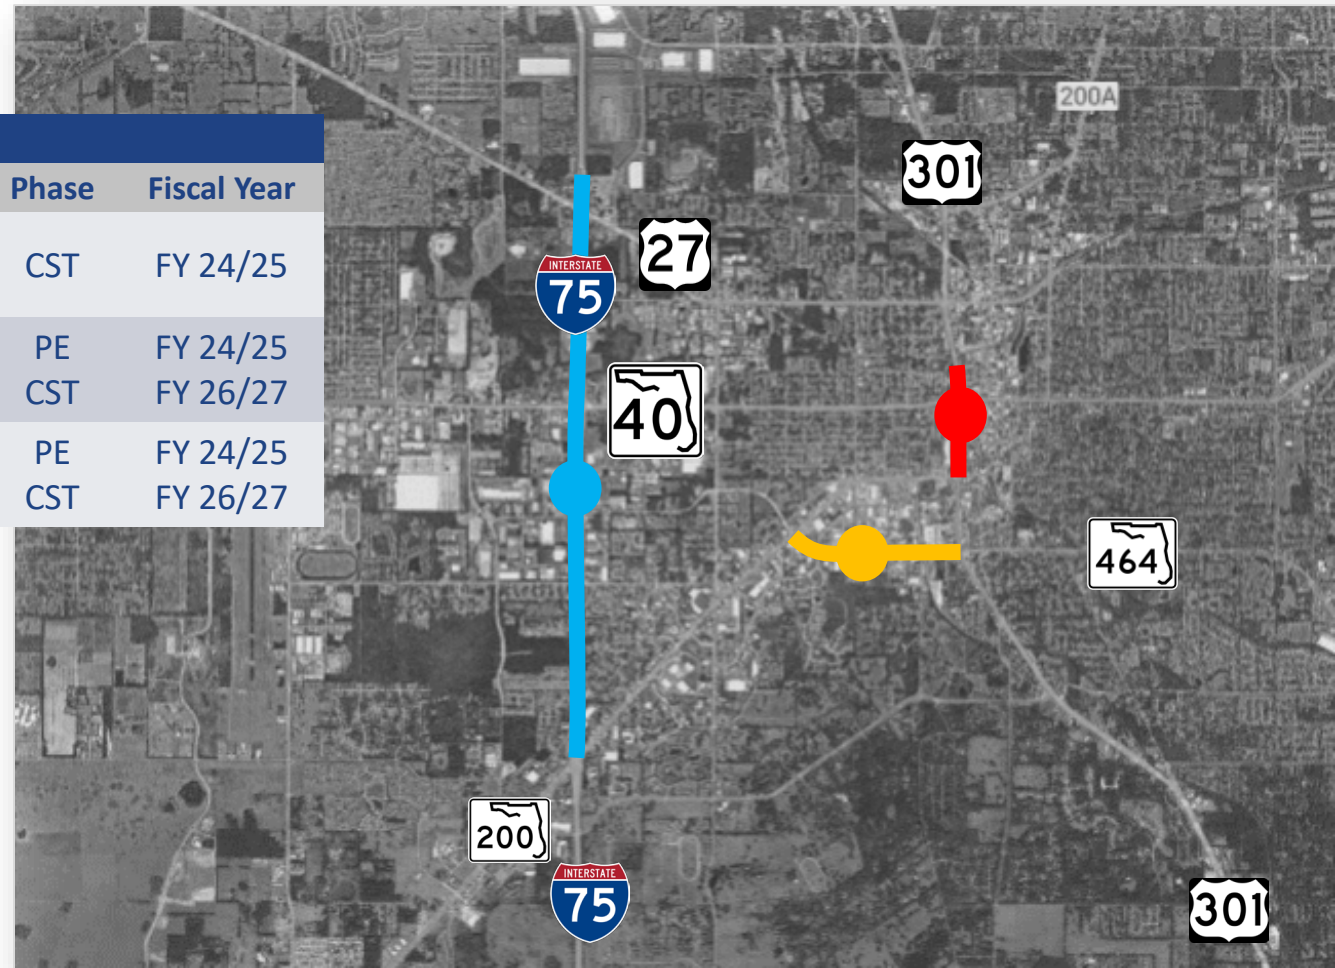 Phase Fiscal Year
CST FY 24/25
PE FY 24/25
CST FY 26/27
PE FY 24/25
CST FY 26/27
200A
301
27
INTERSTATE
75
40
464
200
INTERSTATE
75
301